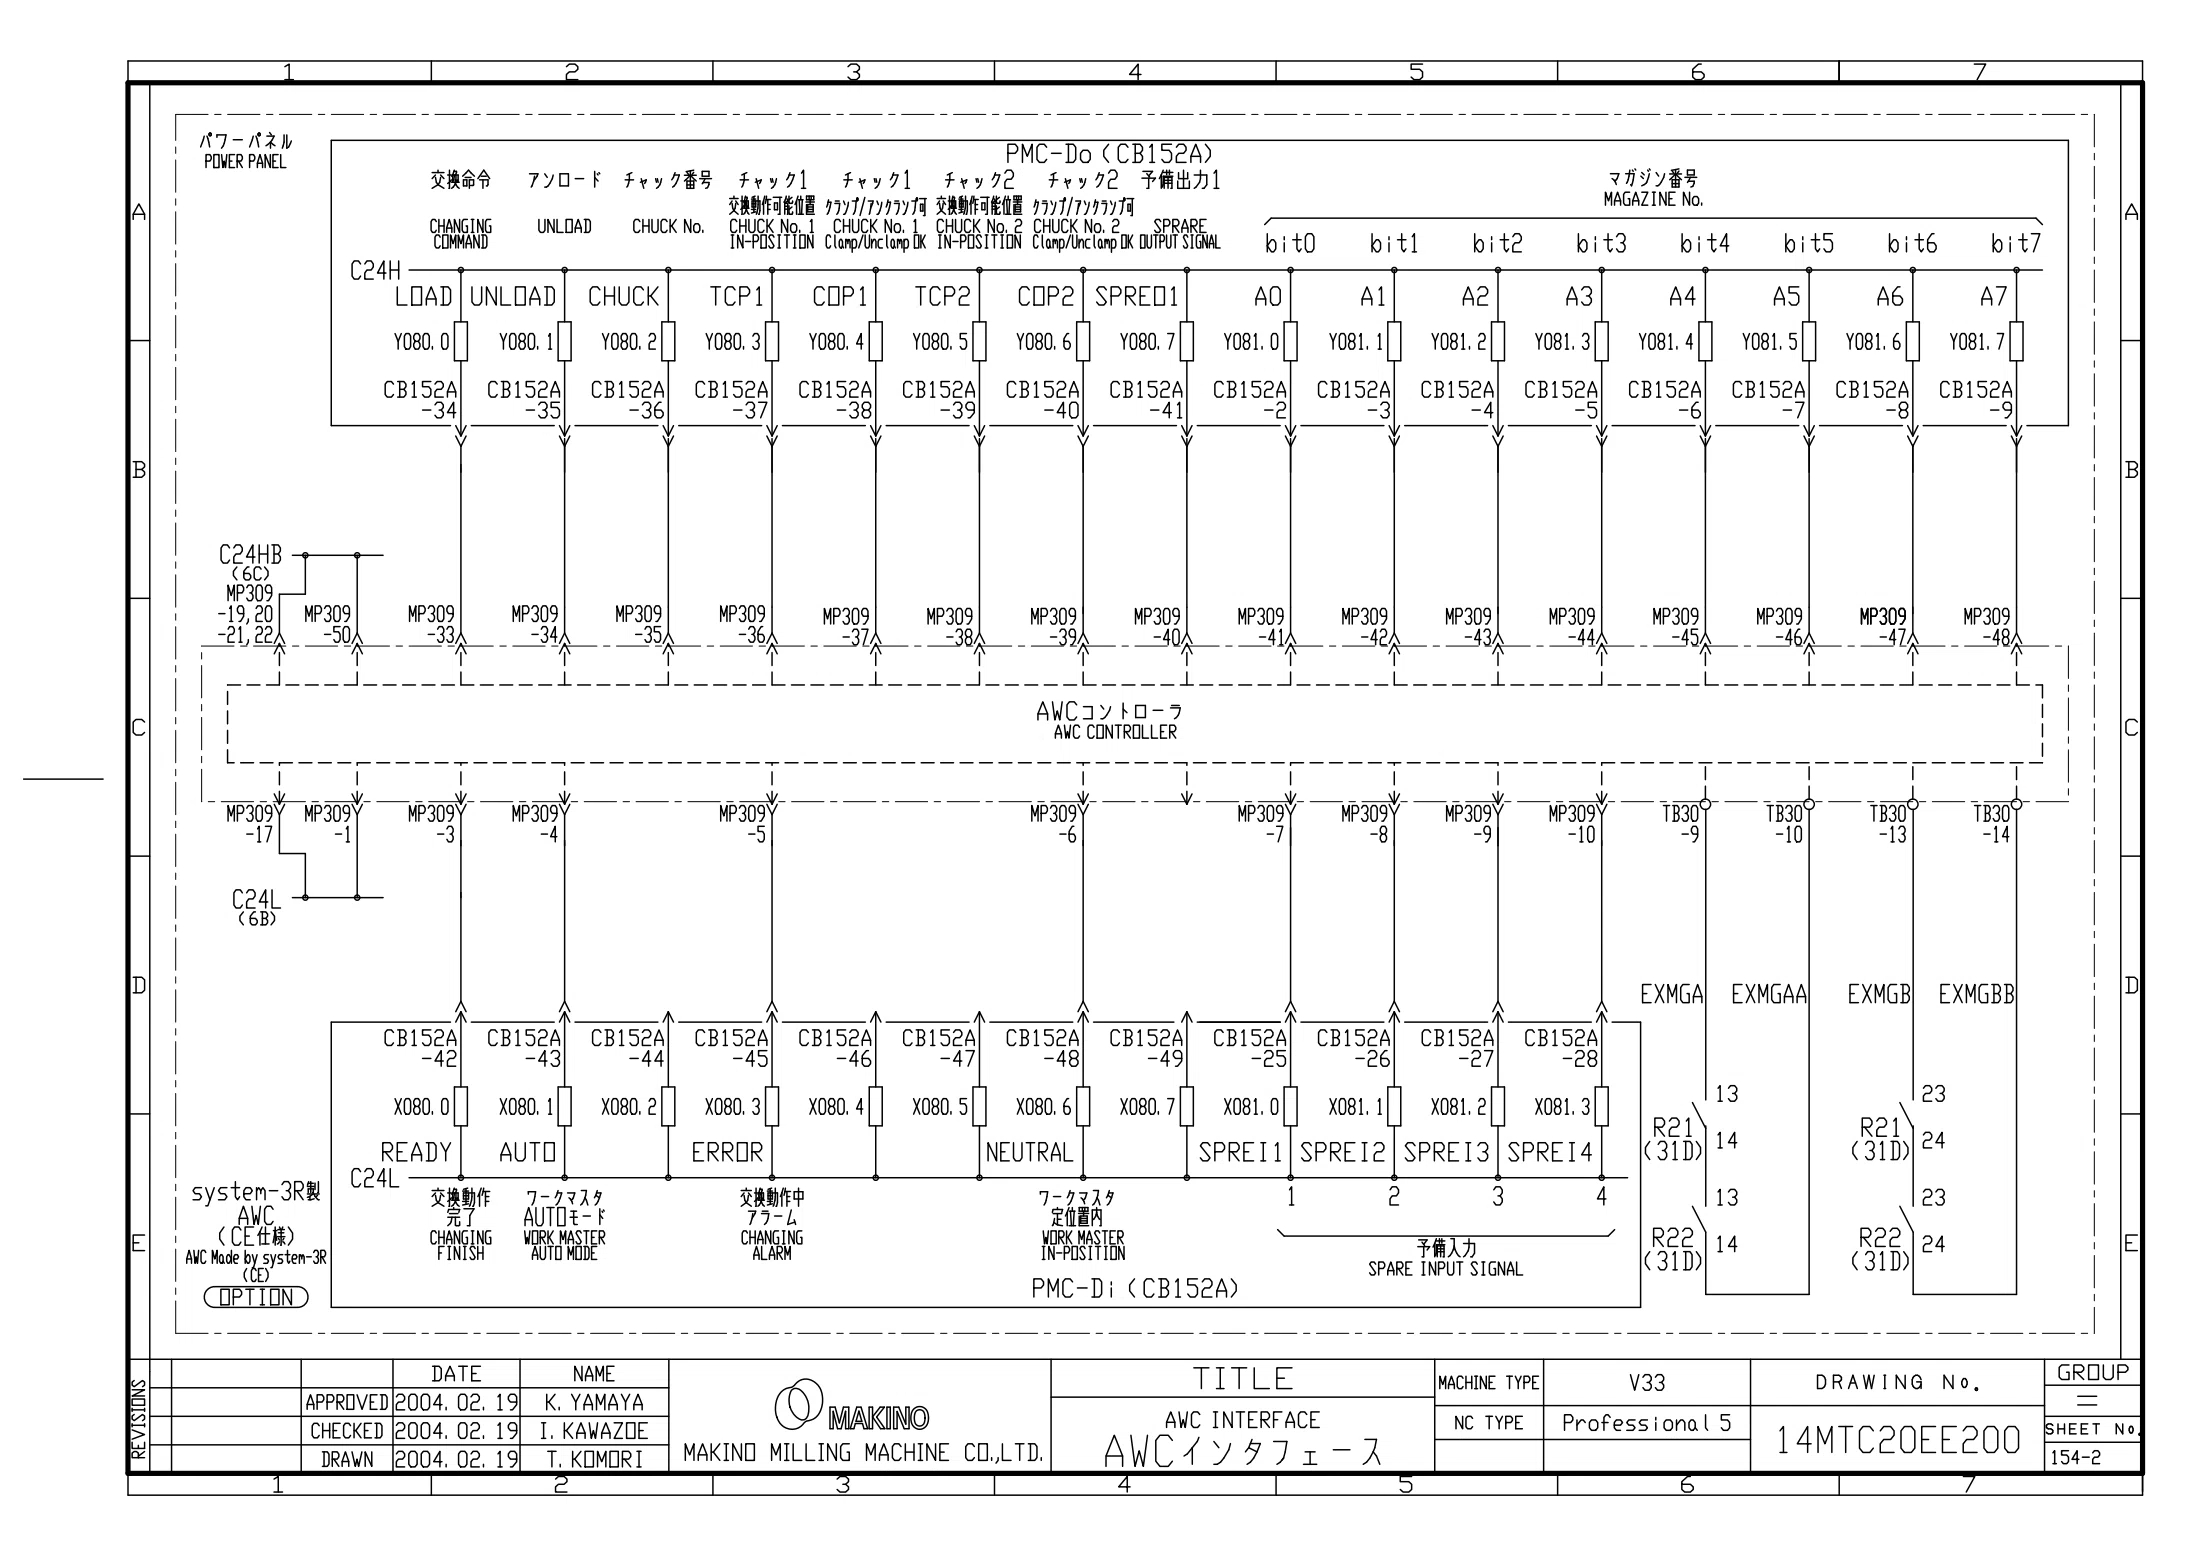 1 2 3 4 5 6 7
パワーパネル
POWER PANEL
PMC-Do (CB152A)
交換命令 アンロード チャック番号 チャック1 チャック1 チャック2 チャック2 予備出力1 マガジン番号
交換動作可能位置 クランプ/アンクランプ可 交換動作可能位置 クランプ/アンクランプ可 MAGAZINE No.
CHANGING UNLOAD CHUCK No. CHUCK No. 1 CHUCK No. 1 CHUCK No. 2 CHUCK No. 2 SPRARE
COMMAND IN-POSITION Clamp/Unclamp OK IN-POSITION Clamp/Unclamp OK OUTPUT SIGNAL
bit0 bit1 bit2 bit3 bit4 bit5 bit6 bit7
A A
C24H
LOAD UNLOAD CHUCK TCP1 COP1 TCP2 COP2 SPREO1 A0 A1 A2 A3 A4 A5 A6 A7
Y080.0 Y080.1 Y080.2 Y080.3 Y080.4 Y080.5 Y080.6 Y080.7 Y081.0 Y081.1 Y081.2 Y081.3 Y081.4 Y081.5 Y081.6 Y081.7
CB152A CB152A CB152A CB152A CB152A CB152A CB152A CB152A CB152A CB152A CB152A CB152A CB152A CB152A CB152A CB152A
-34 -35 -36 -37 -38 -39 -40 -41 -2 -3 -4 -5 -6 -7 -8 -9
B B
C24HB
(6C)
MP309
-19,20 MP309 MP309 MP309 MP309 MP309 MP309 MP309 MP309 MP309 MP309 MP309 MP309 MP309 MP309 MP309 MP309 MP309
-21,22 -50 -33 -34 -35 -36 -37 -38 -39 -40 -41 -42 -43 -44 -45 -46 -47 -48
C C
AWCコントローラ
AWC CONTROLLER
MP309 MP309 MP309 MP309 MP309 MP309 MP309 MP309 MP309 MP309 TB30 TB30 TB30 TB30
-17 -1 -3 -4 -5 -6 -7 -8 -9 -10 -9 -10 -13 -14
C24L
(6B)
D D
EXMGA EXMGAA EXMGB EXMGBB
CB152A CB152A CB152A CB152A CB152A CB152A CB152A CB152A CB152A CB152A CB152A CB152A
-42 -43 -44 -45 -46 -47 -48 -49 -25 -26 -27 -28
X080.0 X080.1 X080.2 X080.3 X080.4 X080.5 X080.6 X080.7 X081.0 X081.1 X081.2 X081.3
13 23
R21 R21
(31D) 14 (31D) 24
READY AUTO ERROR NEUTRAL SPREI1 SPREI2 SPREI3 SPREI4
C24L
1 2 3 4
13 23
R22 R22
(31D) 14 (31D) 24
交換動作 ワークマスタ 交換動作中 ワークマスタ
完了 AUTOモード アラーム 定位置内
CHANGING WORK MASTER CHANGING WORK MASTER
FINISH AUTO MODE ALARM IN-POSITION
予備入力
SPARE INPUT SIGNAL
PMC-Di (CB152A)
E E
system-3R製
AWC
(CE仕様)
AWC Made by system-3R
(CE)
OPTION
REVISIONS
DATE NAME
APPROVED 2004.02.19 K. YAMAYA
CHECKED 2004.02.19 I. KAWAZOE
DRAWN 2004.02.19 T. KOMORI
MAKINO
MAKINO MILLING MACHINE CO.,LTD.
TITLE
AWC INTERFACE
AWCインタフェース
MACHINE TYPE V33
NC TYPE Professional 5
DRAWING No.
14MTC20EE200
GROUP
=
SHEET No.
154-2
1 2 3 4 5 6 7